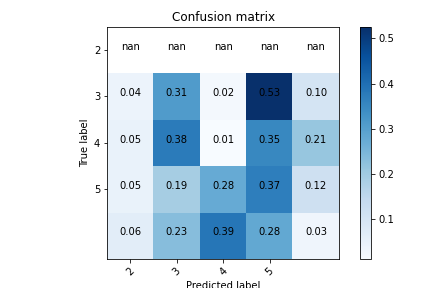 Confusion matrix
2 nan nan nan nan nan
3 0.04 0.31 0.02 0.53 0.10
4 0.05 0.38 0.01 0.35 0.21
5 0.05 0.19 0.28 0.37 0.12
0.06 0.23 0.39 0.28 0.03
True label
2 3 4 5
Predicted label
0.5
0.4
0.3
0.2
0.1